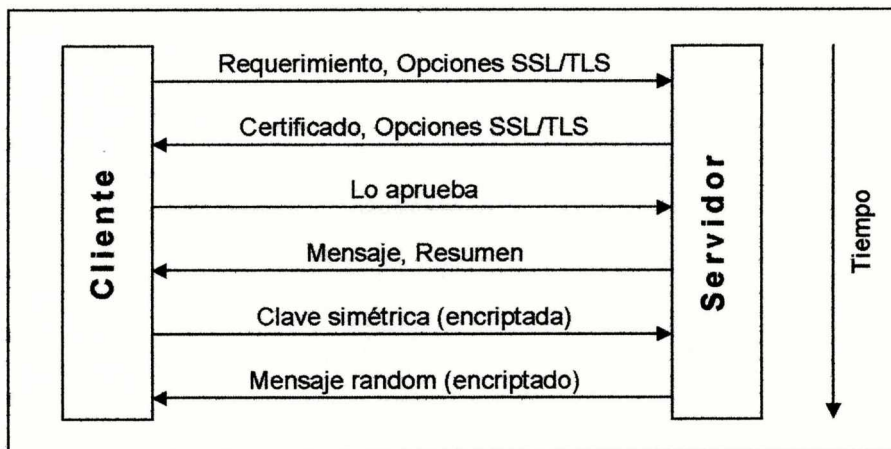 Requerimiento, Opciones SSL/TLS
Certificado, Opciones SSL/TLS
Lo aprueba
Mensaje, Resumen
Clave simétrica (encriptada)
Mensaje random (encriptado)
Cliente
Servidor
Tiempo